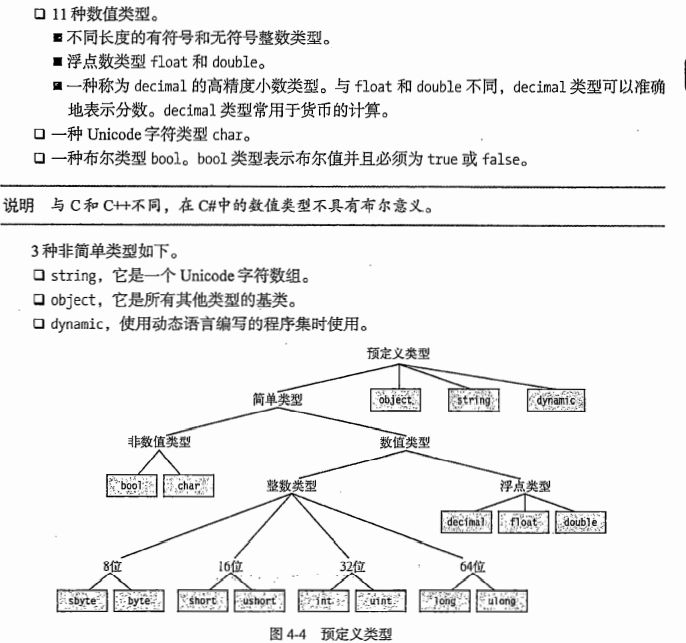 ❑ 11种数值类型。
■ 不同长度的有符号和无符号整数类型。
■ 浮点数类型 float 和 double。
■ 一种称为 decimal 的高精度小数类型。与 float 和 double 不同，decimal 类型可以准确
地表示分数。decimal 类型常用于货币的计算。
❑ 一种 Unicode 字符类型 char。
❑ 一种布尔类型 bool。bool 类型表示布尔值并且必须为 true 或 false。
说明 与C和C++不同，在C#中的数值类型不具有布尔意义。
3种非简单类型如下。
❑ string，它是一个 Unicode 字符数组。
❑ object，它是所有其他类型的基类。
❑ dynamic，使用动态语言编写的程序集时使用。
预定义类型
简单类型 object string dynamic
非数值类型 数值类型
bool char 整数类型 浮点类型
decimal float double
8位 16位 32位 64位
sbyte byte short ushort int uint long ulong
图 4-4 预定义类型